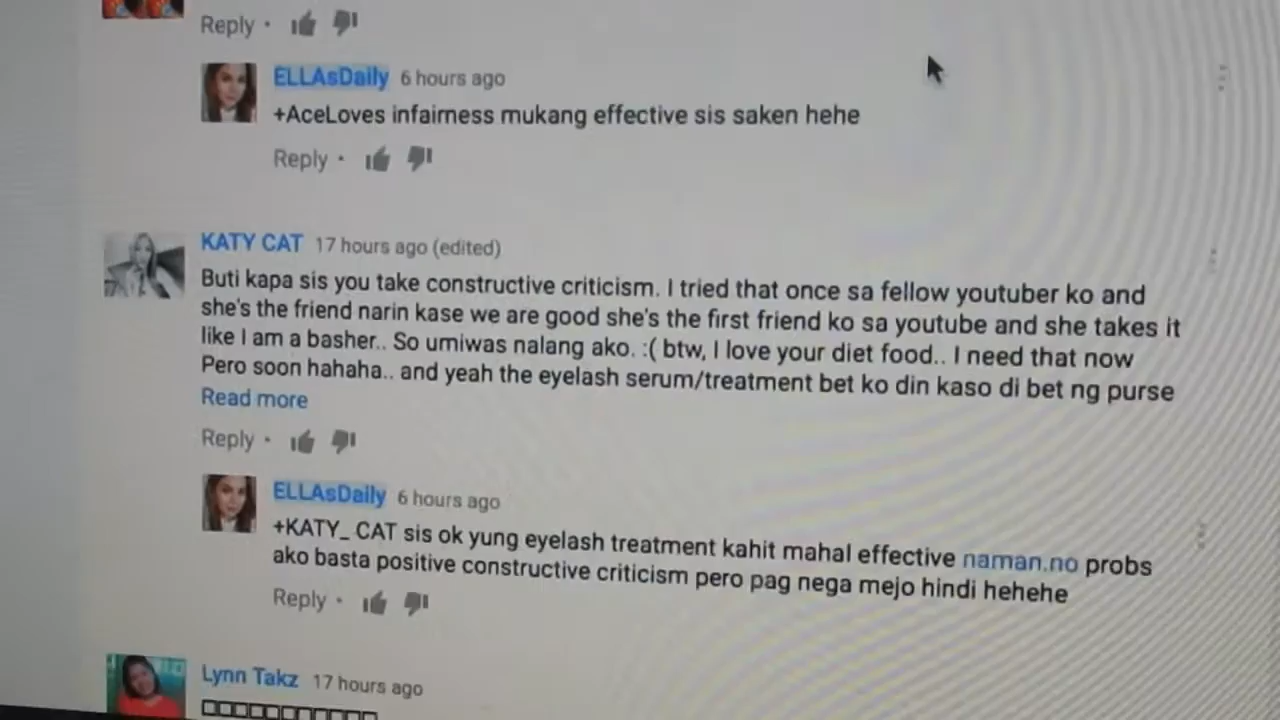 Reply •
ELLAsDaily 6 hours ago
+AceLoves infairness mukang effective sis saken hehe
Reply •
KATY CAT 17 hours ago (edited)
Buti kapa sis you take constructive criticism. I tried that once sa fellow youtuber ko and
she's the friend narin kase we are good she's the first friend ko sa youtube and she takes it
like I am a basher.. So umiwas nalang ako. :( btw, I love your diet food.. I need that now
Pero soon hahaha.. and yeah the eyelash serum/treatment bet ko din kaso di bet ng purse
Read more
Reply •
ELLAsDaily 6 hours ago
+KATY_ CAT sis ok yung eyelash treatment kahit mahal effective naman.no probs
ako basta positive constructive criticism pero pag nega mejo hindi hehehe
Reply •
Lynn Takz 17 hours ago